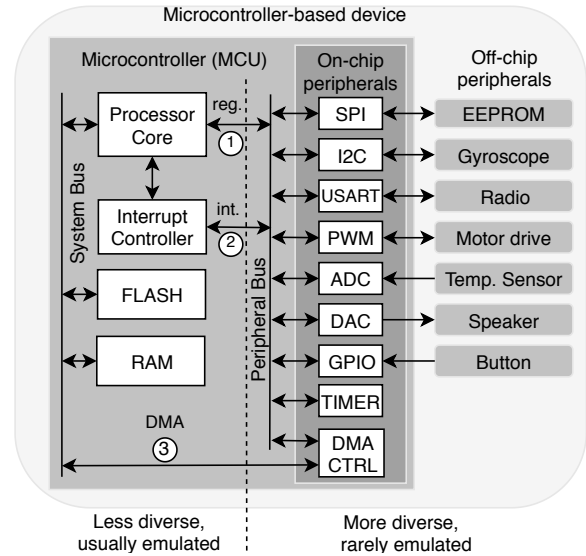 Microcontroller-based device
Microcontroller (MCU)
On-chip
peripherals
Off-chip
peripherals
System Bus
Processor
Core
reg.
1
Interrupt
Controller
int.
2
FLASH
RAM
DMA
3
Peripheral Bus
SPI
EEPROM
I2C
Gyroscope
USART
Radio
PWM
Motor drive
ADC
Temp. Sensor
DAC
Speaker
GPIO
Button
TIMER
DMA
CTRL
Less diverse,
usually emulated
More diverse,
rarely emulated